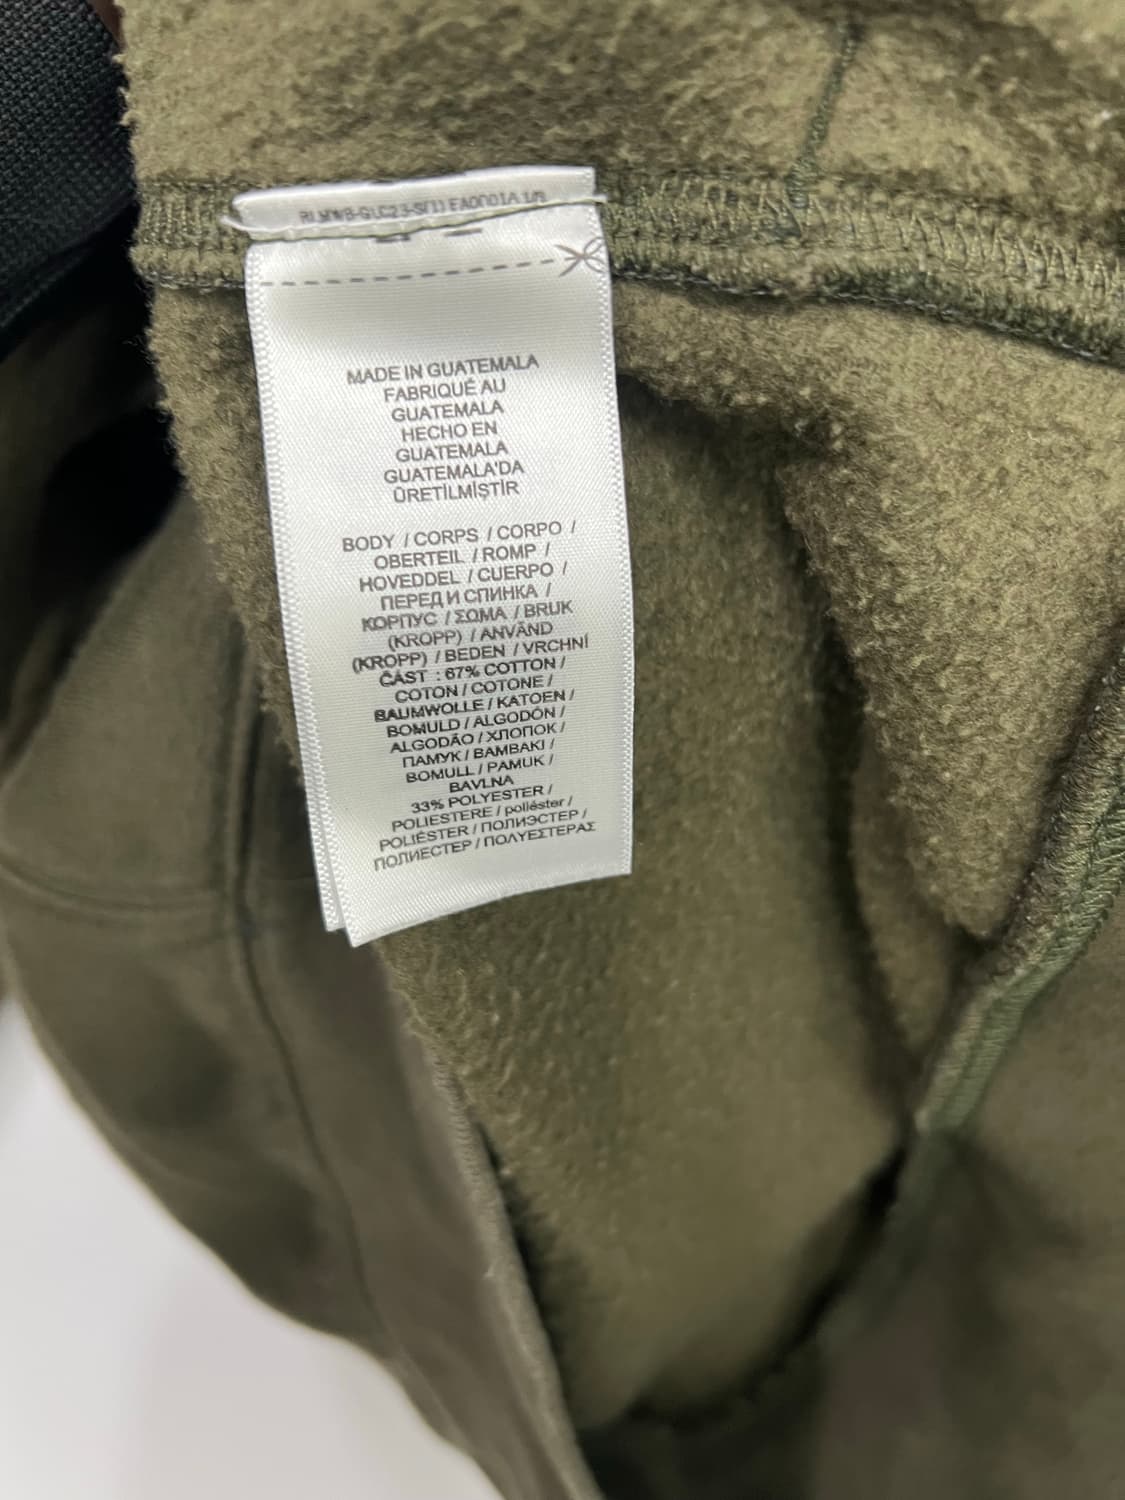 MADE IN GUATEMALA
FABRIQUÉ AU
GUATEMALA
HECHO EN
GUATEMALA
GUATEMALA'DA
ÜRETİLMİŞTİR
BODY / CORPS / CORPO /
OBERTEIL / ROMP /
HOVEDDEL / CUERPO /
ПЕРЕД И СПИНКА /
КОРПУС / ΣΩΜΑ / BRUK
(KROPP) / ANVÄND
(KROPP) / BEDEN / VRCHNÍ
ČÁST : 67% COTTON /
COTON / COTONE /
BAUMWOLLE / KATOEN /
BOMULD / ALGODÓN /
ALGODÃO / ХЛОПОК /
ПАМУК / BAMBAKI /
BOMULL / PAMUK /
BAVLNA
33% POLYESTER /
POLIESTERE / poliéster /
POLIÉSTER / ПОЛИЭСТЕР /
ПОЛИЕСТЕР / ΠΟΛΥΕΣΤΕΡΑΣ